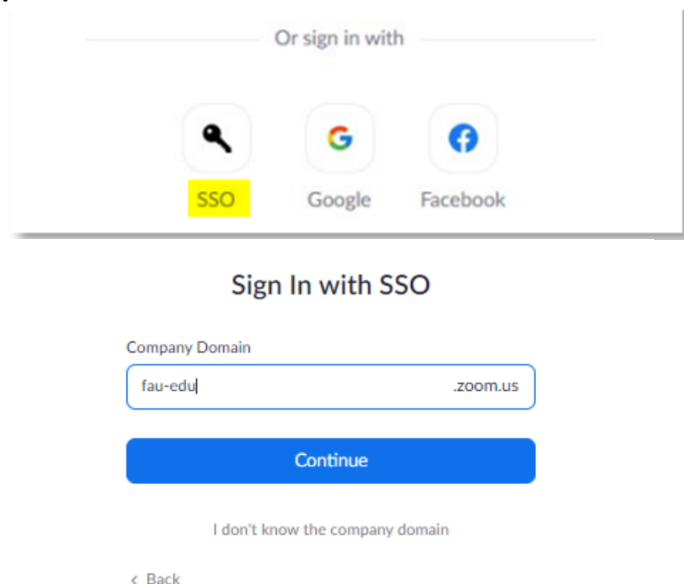 Or sign in with
SSO Google Facebook
Sign In with SSO
Company Domain
fau-edu .zoom.us
Continue
I don't know the company domain
< Back